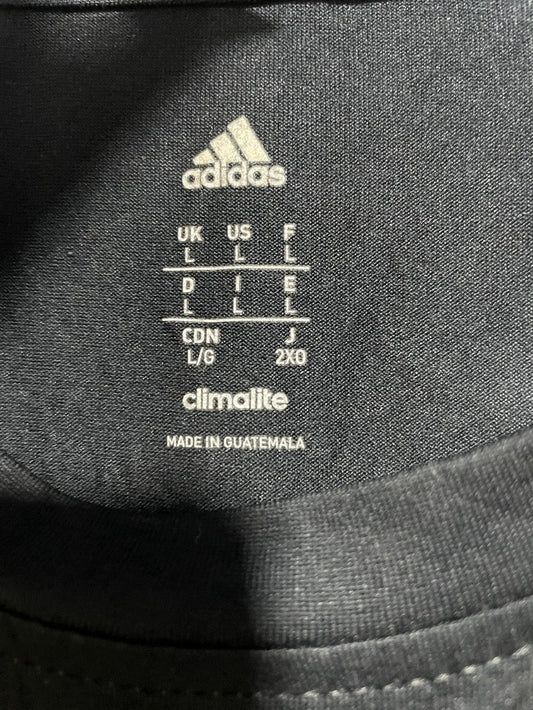 adidas
UK US F
L L L
D I E
L L L
CDN J
L/G 2XO
climalite
MADE IN GUATEMALA